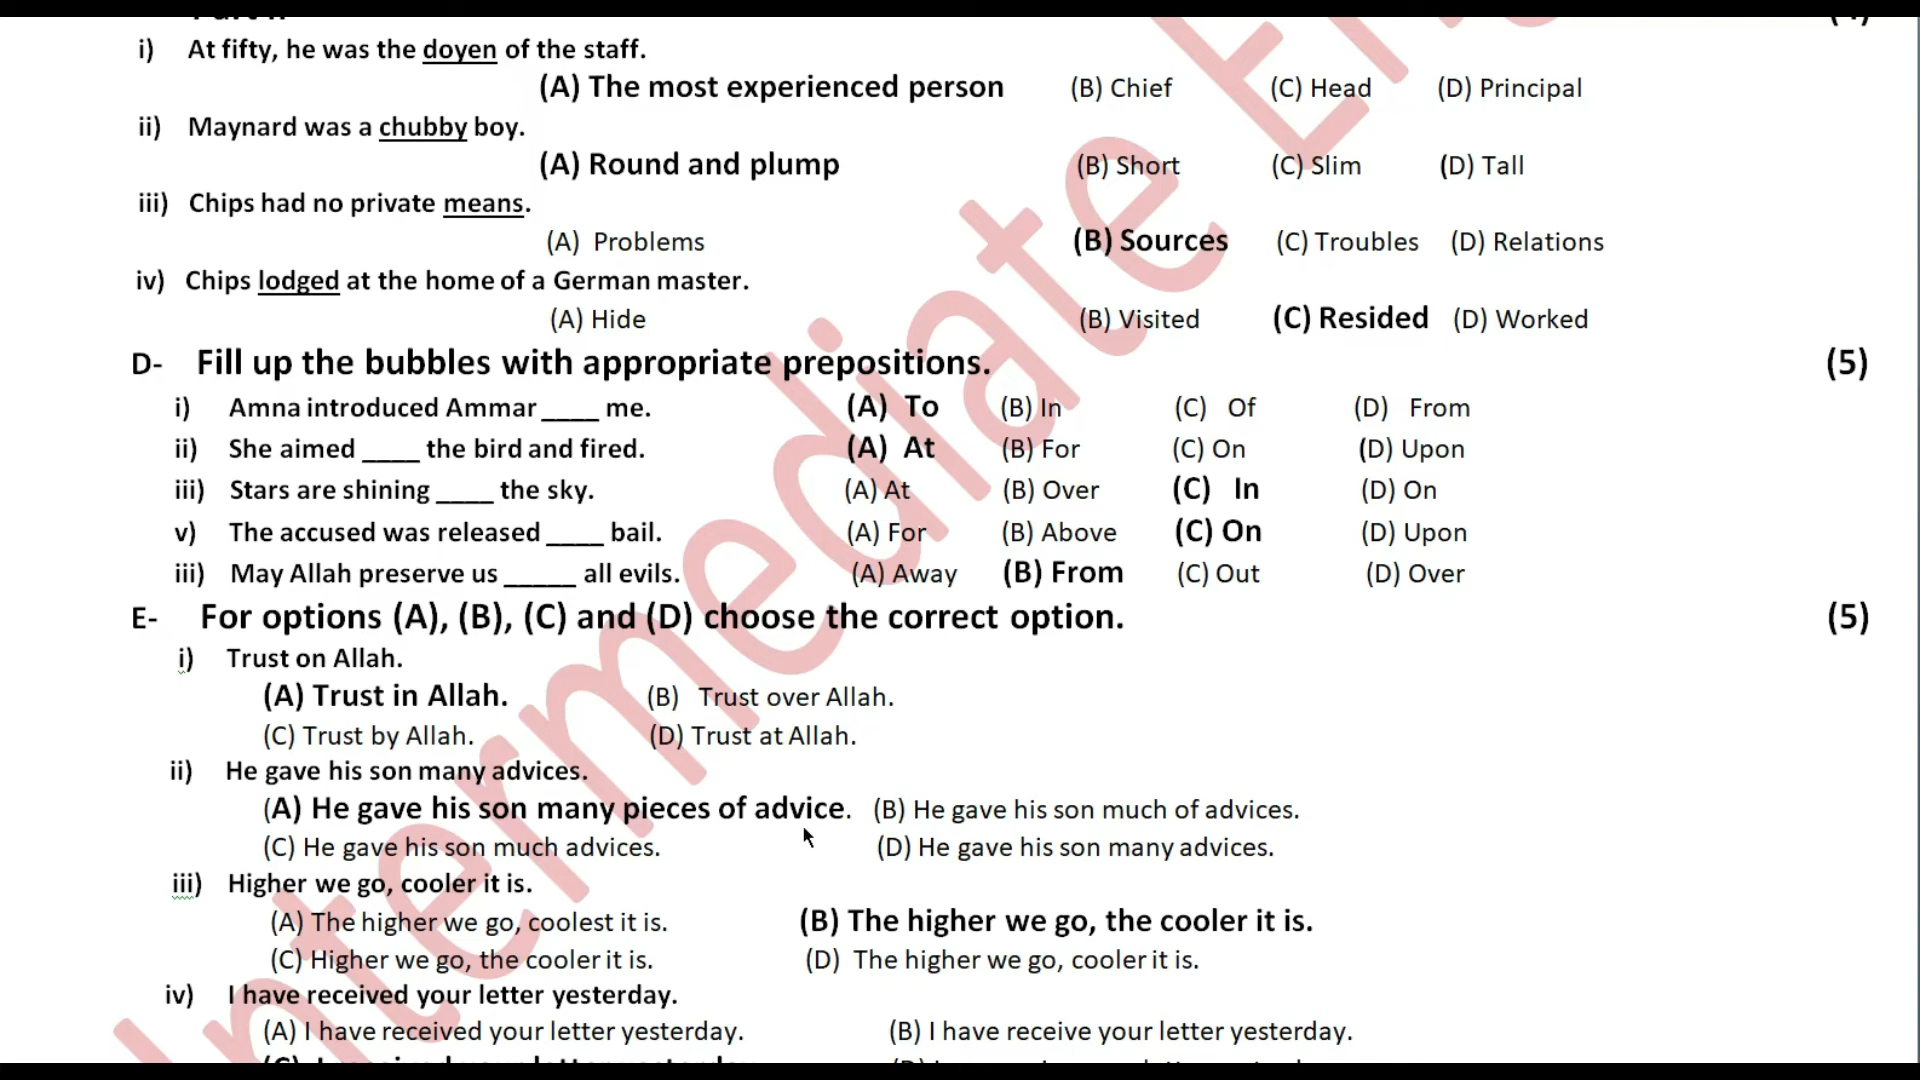 i) At fifty, he was the doyen of the staff.
(A) The most experienced person (B) Chief (C) Head (D) Principal
ii) Maynard was a chubby boy.
(A) Round and plump (B) Short (C) Slim (D) Tall
iii) Chips had no private means.
(A) Problems (B) Sources (C) Troubles (D) Relations
iv) Chips lodged at the home of a German master.
(A) Hide (B) Visited (C) Resided (D) Worked
D- Fill up the bubbles with appropriate prepositions. (5)
i) Amna introduced Ammar ____ me. (A) To (B) In (C) Of (D) From
ii) She aimed ____ the bird and fired. (A) At (B) For (C) On (D) Upon
iii) Stars are shining ____ the sky. (A) At (B) Over (C) In (D) On
v) The accused was released ____ bail. (A) For (B) Above (C) On (D) Upon
iii) May Allah preserve us _____ all evils. (A) Away (B) From (C) Out (D) Over
E- For options (A), (B), (C) and (D) choose the correct option. (5)
i) Trust on Allah.
(A) Trust in Allah. (B) Trust over Allah.
(C) Trust by Allah. (D) Trust at Allah.
ii) He gave his son many advices.
(A) He gave his son many pieces of advice. (B) He gave his son much of advices.
(C) He gave his son much advices. (D) He gave his son many advices.
iii) Higher we go, cooler it is.
(A) The higher we go, coolest it is. (B) The higher we go, the cooler it is.
(C) Higher we go, the cooler it is. (D) The higher we go, cooler it is.
iv) I have received your letter yesterday.
(A) I have received your letter yesterday. (B) I have receive your letter yesterday.
Intermediate